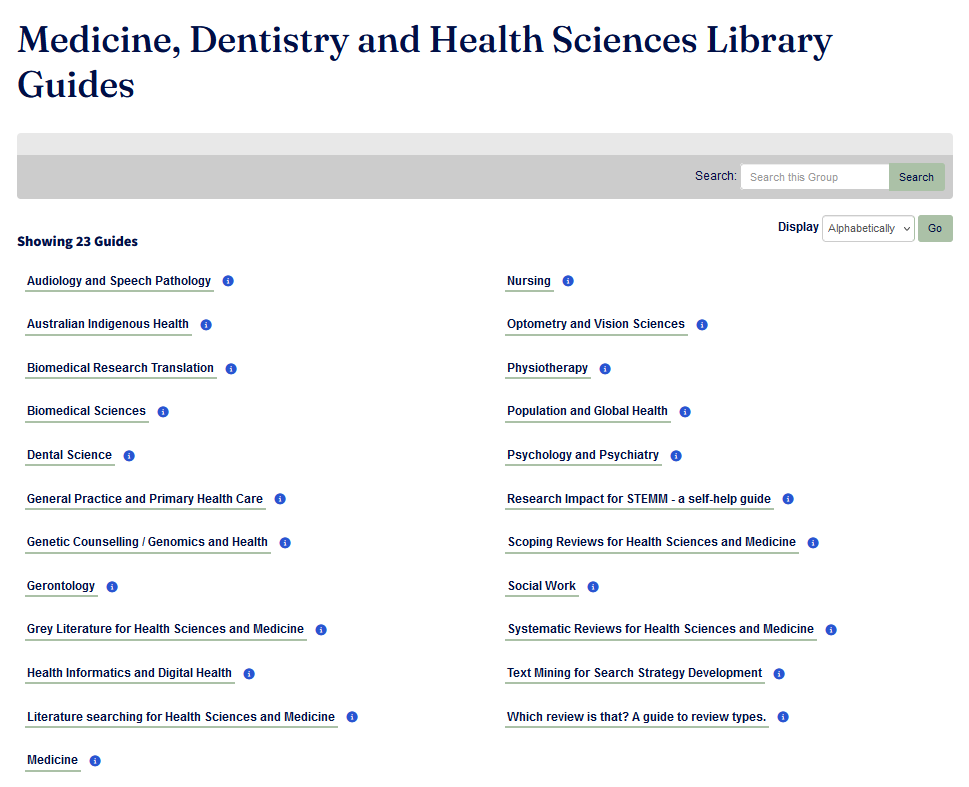 Medicine, Dentistry and Health Sciences Library
Guides
Search: Search this Group Search
Display Alphabetically Go
Showing 23 Guides
Audiology and Speech Pathology
Australian Indigenous Health
Biomedical Research Translation
Biomedical Sciences
Dental Science
General Practice and Primary Health Care
Genetic Counselling / Genomics and Health
Gerontology
Grey Literature for Health Sciences and Medicine
Health Informatics and Digital Health
Literature searching for Health Sciences and Medicine
Medicine
Nursing
Optometry and Vision Sciences
Physiotherapy
Population and Global Health
Psychology and Psychiatry
Research Impact for STEMM - a self-help guide
Scoping Reviews for Health Sciences and Medicine
Social Work
Systematic Reviews for Health Sciences and Medicine
Text Mining for Search Strategy Development
Which review is that? A guide to review types.